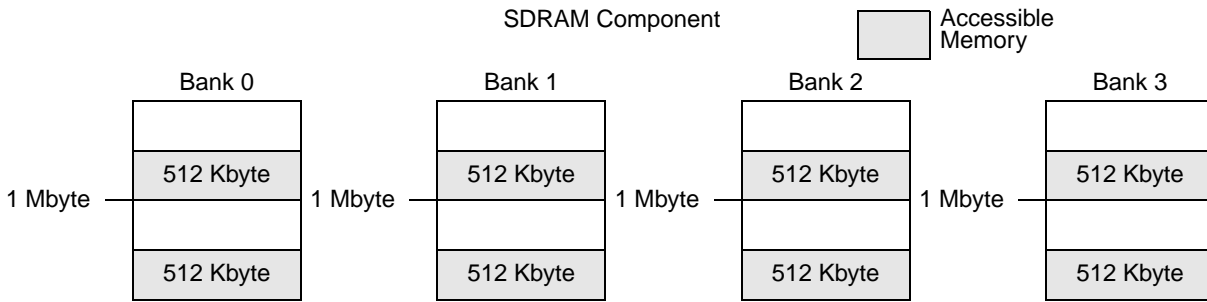 SDRAM Component
Accessible
Memory
Bank 0 Bank 1 Bank 2 Bank 3
512 Kbyte 512 Kbyte 512 Kbyte 512 Kbyte
1 Mbyte 1 Mbyte 1 Mbyte 1 Mbyte
512 Kbyte 512 Kbyte 512 Kbyte 512 Kbyte